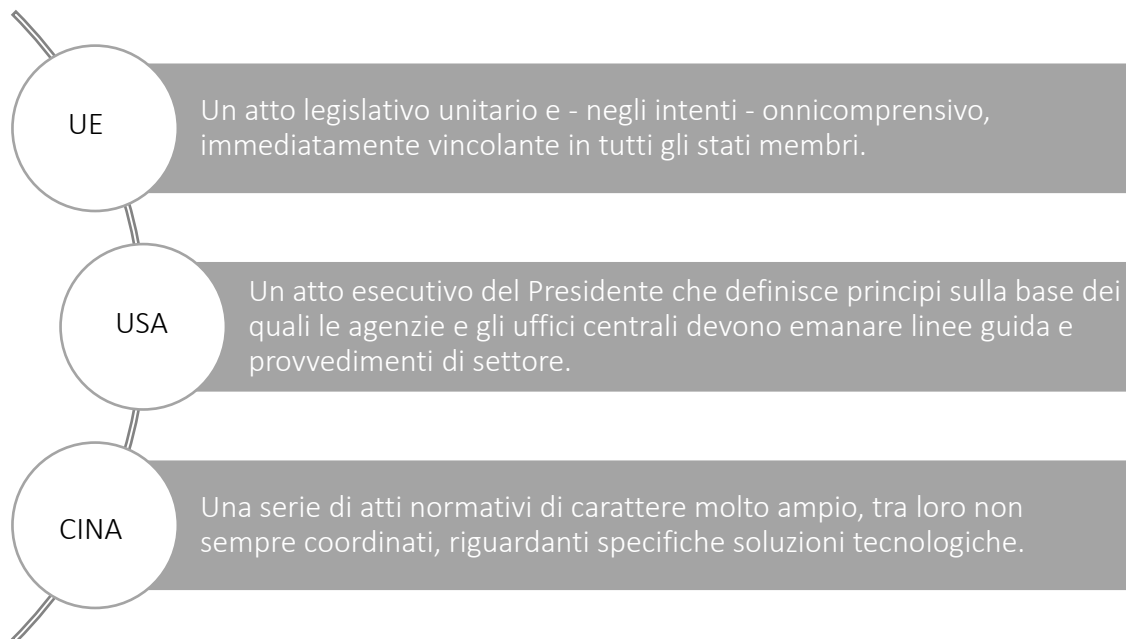 UE
Un atto legislativo unitario e - negli intenti - onnicomprensivo,
immediatamente vincolante in tutti gli stati membri.
USA
Un atto esecutivo del Presidente che definisce principi sulla base dei
quali le agenzie e gli uffici centrali devono emanare linee guida e
provvedimenti di settore.
CINA
Una serie di atti normativi di carattere molto ampio, tra loro non
sempre coordinati, riguardanti specifiche soluzioni tecnologiche.